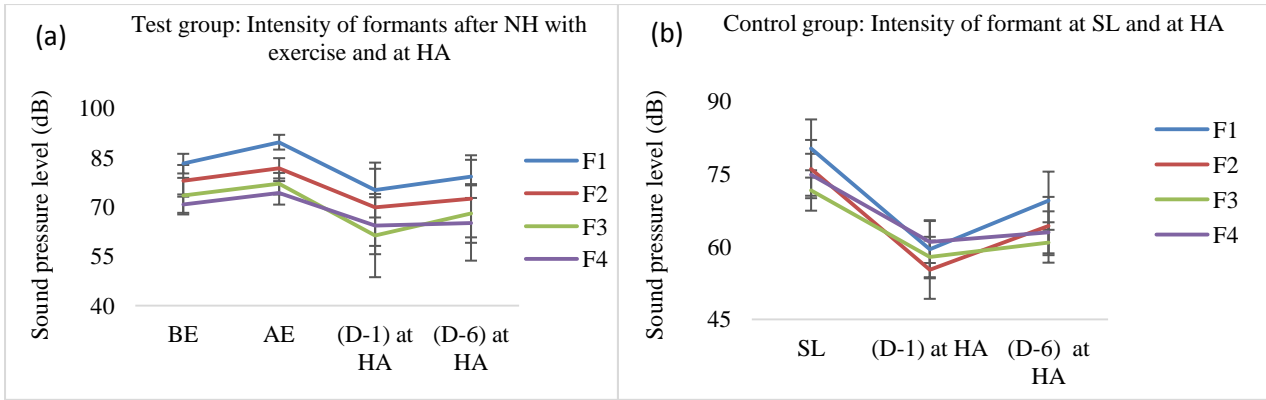 (a)
Test group: Intensity of formants after NH with
exercise and at HA
Sound pressure level (dB)
100
85
70
55
40
BE
AE
(D-1) at
HA
(D-6) at
HA
F1
F2
F3
F4
(b)
Control group: Intensity of formant at SL and at HA
Sound pressure level (dB)
90
75
60
45
SL
(D-1) at HA
(D-6) at
HA
F1
F2
F3
F4